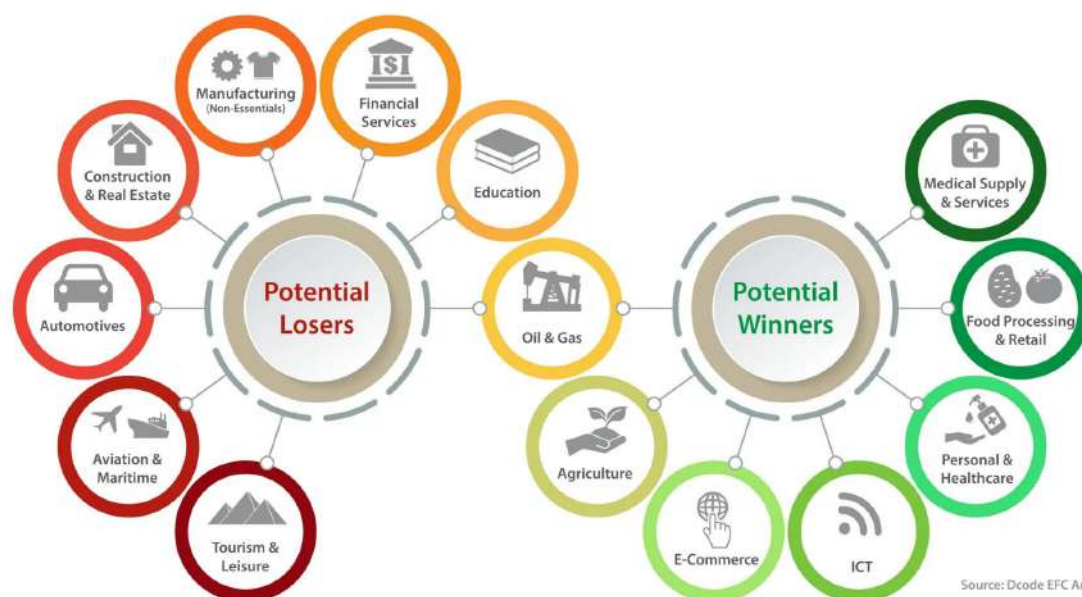 Manufacturing
(Non-Essentials)
Financial
Services
Construction
& Real Estate
Education
Medical Supply
& Services
Automotives
Potential
Losers
Oil & Gas
Potential
Winners
Food Processing
& Retail
Aviation &
Maritime
Agriculture
Personal &
Healthcare
Tourism &
Leisure
E-Commerce
ICT
Source: Dcode EFC